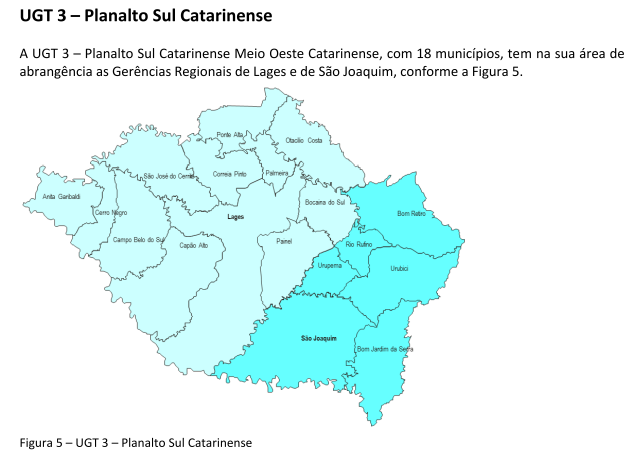 UGT 3 – Planalto Sul Catarinense
A UGT 3 – Planalto Sul Catarinense Meio Oeste Catarinense, com 18 municípios, tem na sua área de
abrangência as Gerências Regionais de Lages e de São Joaquim, conforme a Figura 5.
Ponte Alta
Otacílio Costa
São José do Cerrito
Correia Pinto
Palmeira
Anita Garibaldi
Cerro Negro
Bocaina do Sul
Lages
Bom Retiro
Campo Belo do Sul
Capão Alto
Painel
Rio Rufino
Urupema
Urubici
São Joaquim
Bom Jardim da Serra
Figura 5 – UGT 3 – Planalto Sul Catarinense